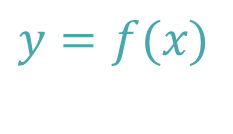 y = f(x)